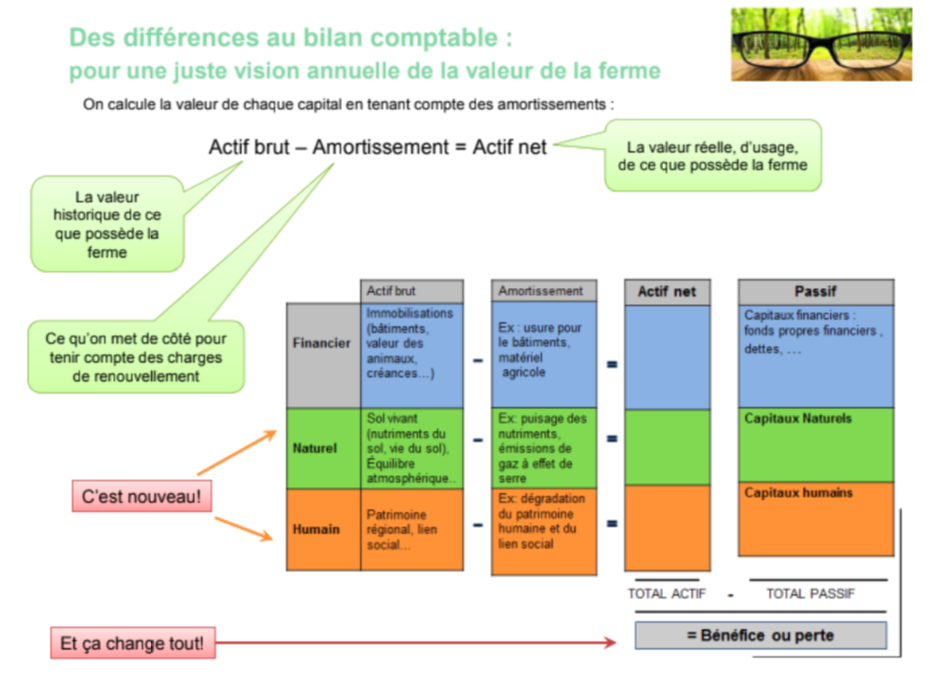 Des différences au bilan comptable :
pour une juste vision annuelle de la valeur de la ferme
On calcule la valeur de chaque capital en tenant compte des amortissements :
Actif brut – Amortissement = Actif net
La valeur réelle, d'usage,
de ce que possède la ferme
La valeur
historique de ce
que possède la
ferme
Ce qu'on met de côté pour
tenir compte des charges
de renouvellement
Actif brut
Amortissement
Actif net
Passif
Financier
Immobilisations
(bâtiments,
valeur des
animaux,
créances...)
-
Ex : usure pour
le bâtiments,
matériel
agricole
=
Capitaux financiers :
fonds propres financiers ,
dettes, ...
Naturel
Sol vivant
(nutriments du
sol, vie du sol),
Équilibre
atmosphérique..
-
Ex: puisage des
nutriments,
émissions de
gaz à effet de
serre
=
Capitaux Naturels
Humain
Patrimoine
régional, lien
social...
-
Ex: dégradation
du patrimoine
humaine et du
lien social
=
Capitaux humains
C'est nouveau!
TOTAL ACTIF - TOTAL PASSIF
Et ça change tout!
= Bénéfice ou perte